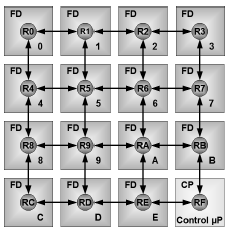 FD FD FD FD
R0 R1 R2 R3
0 1 2 3
FD FD FD FD
R4 R5 R6 R7
4 5 6 7
FD FD FD FD
R8 R9 RA RB
8 9 A B
FD FD FD CP
RC RD RE RF
C D E Control µP